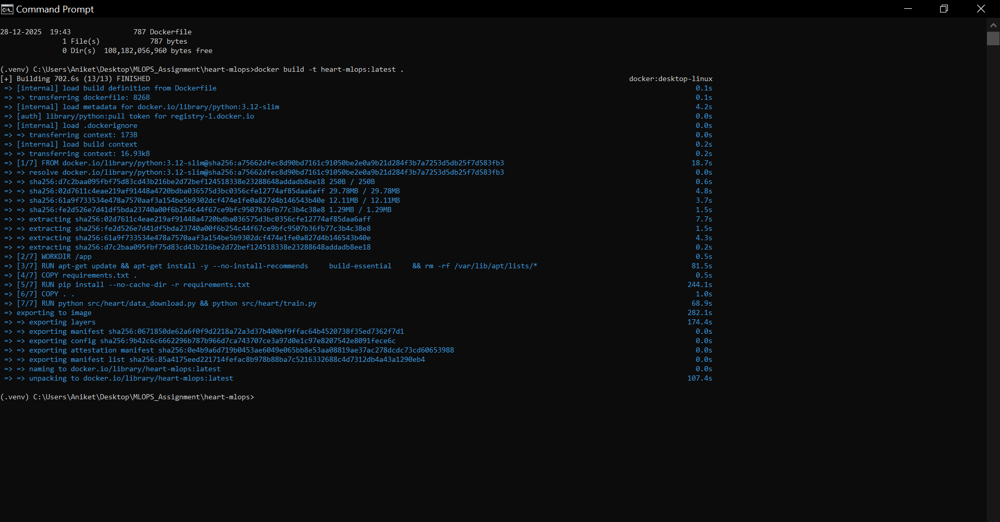 Command Prompt
28-12-2025  19:43               787 Dockerfile
               1 File(s)            787 bytes
               0 Dir(s)  108,182,056,960 bytes free
(.venv) C:\Users\Aniket\Desktop\MLOPS_Assignment\heart-mlops>docker build -t heart-mlops:latest .
[+] Building 702.6s (13/13) FINISHED docker:desktop-linux
=> [internal] load build definition from Dockerfile 0.1s
=> => transferring dockerfile: 826B 0.1s
=> [internal] load metadata for docker.io/library/python:3.12-slim 4.2s
=> [auth] library/python:pull token for registry-1.docker.io 0.0s
=> [internal] load .dockerignore 0.0s
=> => transferring context: 173B 0.0s
=> [internal] load build context 0.2s
=> => transferring context: 16.93kB 0.2s
=> [1/7] FROM docker.io/library/python:3.12-slim@sha256:a75662dfec8d90bd7161c91050be2e0a9b21d284f3b7a7253d5db25f7d583fb3 18.7s
=> => resolve docker.io/library/python:3.12-slim@sha256:a75662dfec8d90bd7161c91050be2e0a9b21d284f3b7a7253d5db25f7d583fb3 0.0s
=> => sha256:d7c2baa095fbf75d83cd43b216be2d72bef124518338e23288648addadb8ee18 250B / 250B 0.6s
=> => sha256:02d7611c4eae219af91448a4720bdba036575d3bc0356cfe12774af85daa6aff 29.78MB / 29.78MB 4.8s
=> => sha256:61a9f733534e478a7570aaf3a154be5b9302dcf474e1fe0a827d4b146543b40e 12.11MB / 12.11MB 3.7s
=> => sha256:fe2d526e7d41df5bda23740a00f6b254c44f67ce9bfc9507b36fb77c3b4c38e8 1.29MB / 1.29MB 1.5s
=> => extracting sha256:02d7611c4eae219af91448a4720bdba036575d3bc0356cfe12774af85daa6aff 7.7s
=> => extracting sha256:fe2d526e7d41df5bda23740a00f6b254c44f67ce9bfc9507b36fb77c3b4c38e8 1.5s
=> => extracting sha256:61a9f733534e478a7570aaf3a154be5b9302dcf474e1fe0a827d4b146543b40e 4.3s
=> => extracting sha256:d7c2baa095fbf75d83cd43b216be2d72bef124518338e23288648addadb8ee18 0.2s
=> [2/7] WORKDIR /app 0.5s
=> [3/7] RUN apt-get update && apt-get install -y --no-install-recommends     build-essential     && rm -rf /var/lib/apt/lists/* 81.5s
=> [4/7] COPY requirements.txt . 0.5s
=> [5/7] RUN pip install --no-cache-dir -r requirements.txt 244.1s
=> [6/7] COPY . . 1.0s
=> [7/7] RUN python src/heart/data_download.py && python src/heart/train.py 68.9s
=> exporting to image 282.1s
=> => exporting layers 174.4s
=> => exporting manifest sha256:0671850de62a6f0f9d2218a72a3d37b400bf9ffac64b4520738f35ed7362f7d1 0.0s
=> => exporting config sha256:9b42c6c6662296b787b966d7ca743707ce3a97d0e1c97e8207542e8091fece6c 0.0s
=> => exporting attestation manifest sha256:0e4b9a6d719b0453ae6049e065bb8e53aa08819ae37ac278dcdc73cd60653988 0.0s
=> => exporting manifest list sha256:85a4175eed221714fefac8b978b88ba7c5216332688c4d7312db4a43a1290eb4 0.0s
=> => naming to docker.io/library/heart-mlops:latest 0.0s
=> => unpacking to docker.io/library/heart-mlops:latest 107.4s
(.venv) C:\Users\Aniket\Desktop\MLOPS_Assignment\heart-mlops>